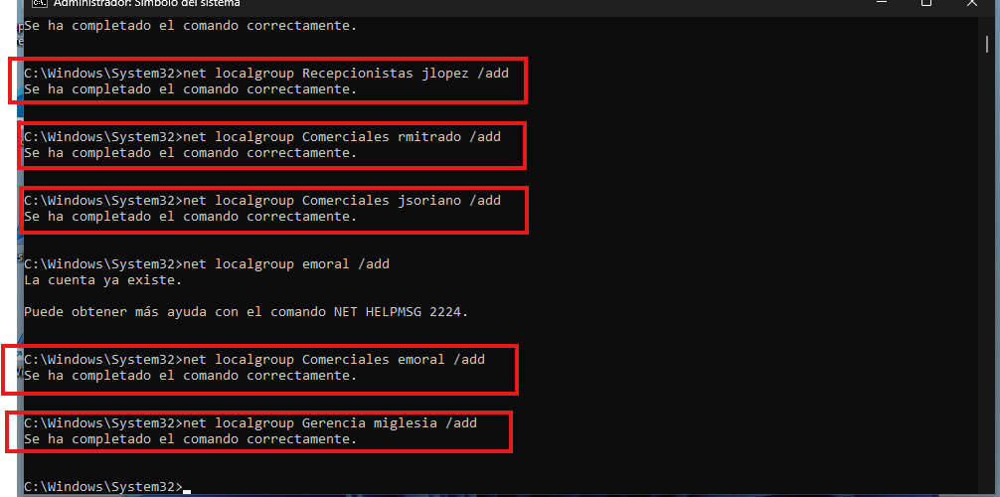 Administrador: Símbolo del sistema
Se ha completado el comando correctamente.
C:\Windows\System32>net localgroup Recepcionistas jlopez /add
Se ha completado el comando correctamente.
C:\Windows\System32>net localgroup Comerciales rmitrado /add
Se ha completado el comando correctamente.
C:\Windows\System32>net localgroup Comerciales jsoriano /add
Se ha completado el comando correctamente.
C:\Windows\System32>net localgroup emoral /add
La cuenta ya existe.
Puede obtener más ayuda con el comando NET HELPMSG 2224.
C:\Windows\System32>net localgroup Comerciales emoral /add
Se ha completado el comando correctamente.
C:\Windows\System32>net localgroup Gerencia miglesia /add
Se ha completado el comando correctamente.
C:\Windows\System32>